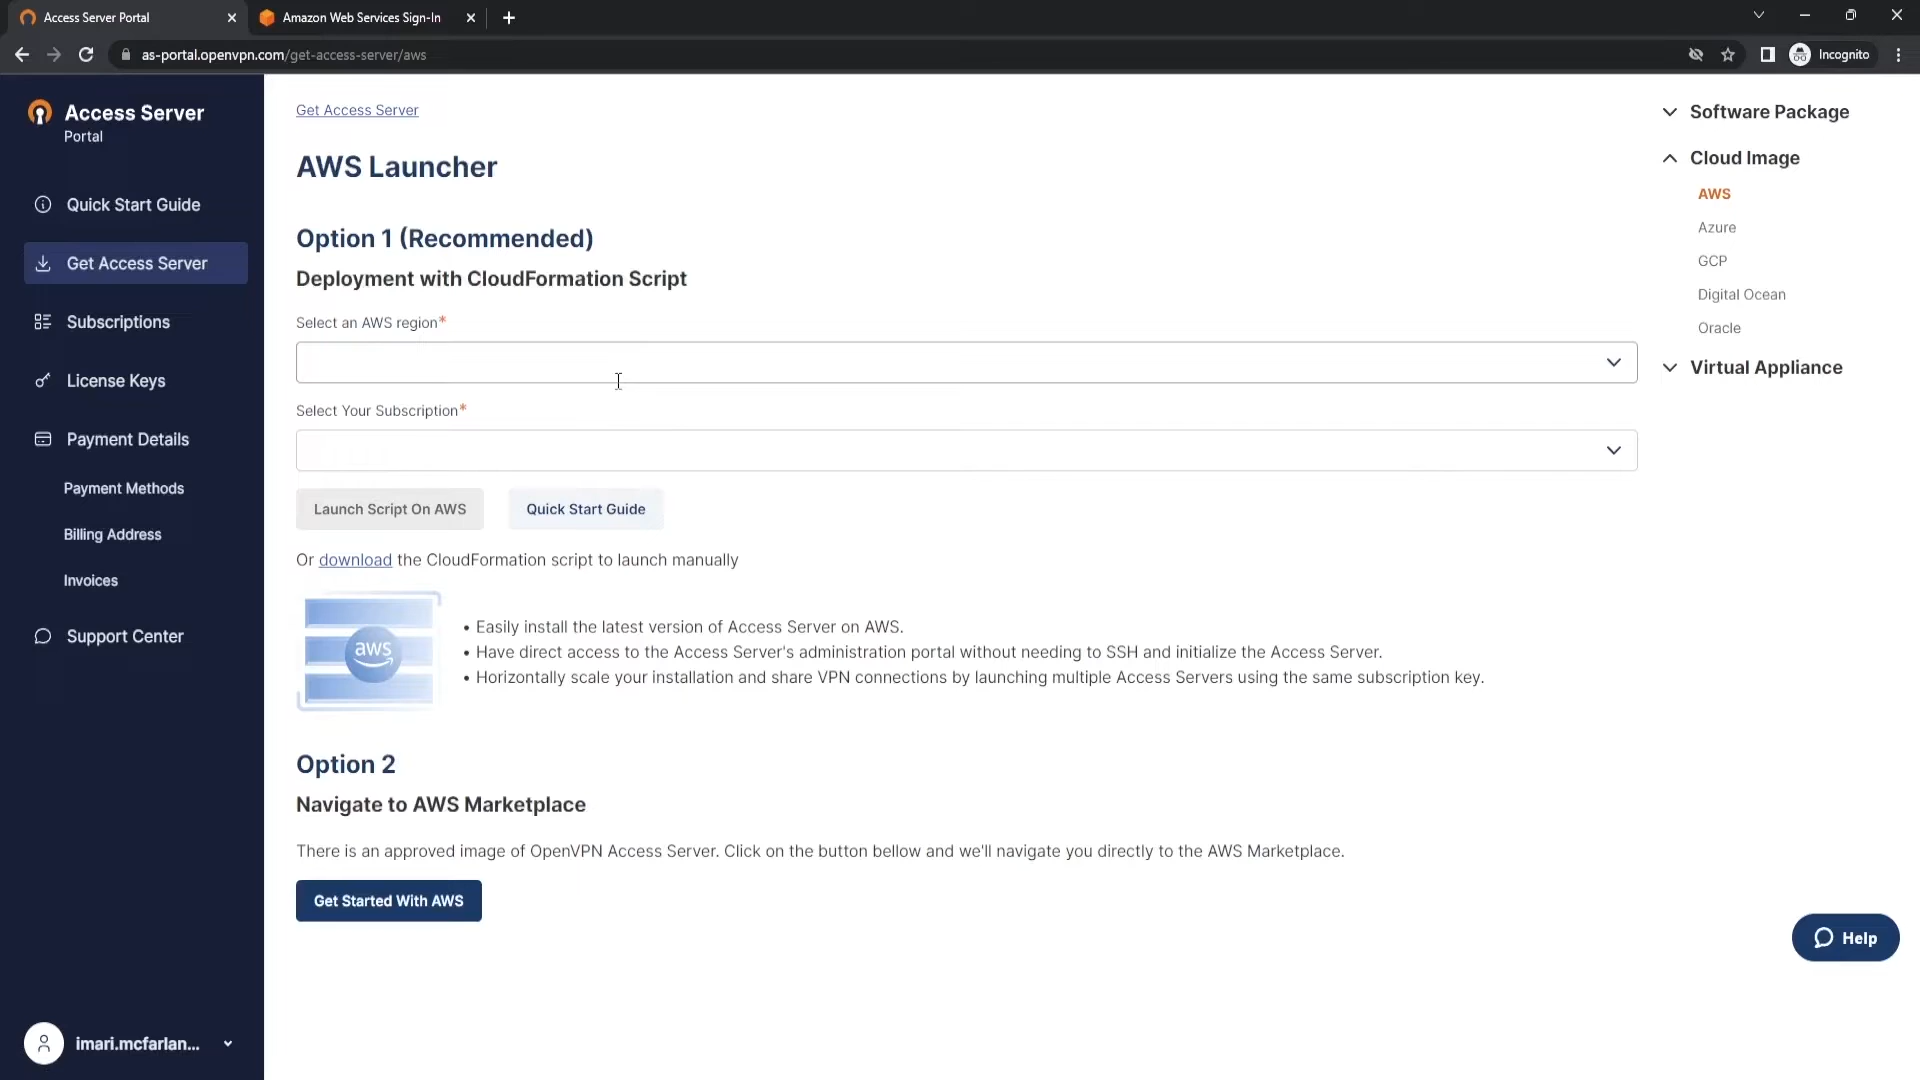 Access Server Portal
Amazon Web Services Sign-In
as-portal.openvpn.com/get-access-server/aws
Incognito
Access Server
Portal
Quick Start Guide
Get Access Server
Subscriptions
License Keys
Payment Details
Payment Methods
Billing Address
Invoices
Support Center
imari.mcfarlan...
Get Access Server
AWS Launcher
Option 1 (Recommended)
Deployment with CloudFormation Script
Select an AWS region*
Select Your Subscription*
Launch Script On AWS
Quick Start Guide
Or download the CloudFormation script to launch manually
aws
• Easily install the latest version of Access Server on AWS.
• Have direct access to the Access Server's administration portal without needing to SSH and initialize the Access Server.
• Horizontally scale your installation and share VPN connections by launching multiple Access Servers using the same subscription key.
Option 2
Navigate to AWS Marketplace
There is an approved image of OpenVPN Access Server. Click on the button bellow and we'll navigate you directly to the AWS Marketplace.
Get Started With AWS
Software Package
Cloud Image
AWS
Azure
GCP
Digital Ocean
Oracle
Virtual Appliance
Help